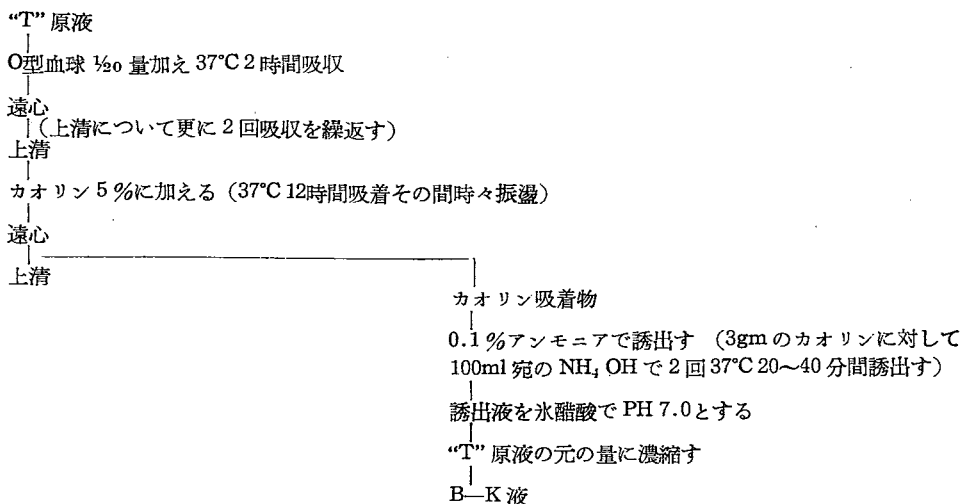 “T” 原液
O型血球 1/20 量加え 37℃ 2 時間吸収
遠心
(上清について更に 2 回吸収を繰返す)
上清
カオリン 5 %に加える (37℃ 12時間吸着その間時々振盪)
遠心
上清
カオリン吸着物
0.1 %アンモニアで誘出す (3gm のカオリンに対して
100ml 宛の NH₄ OH で 2 回 37℃ 20~40 分間誘出す)
誘出液を氷醋酸で PH 7.0とする
“T” 原液の元の量に濃縮す
B—K 液